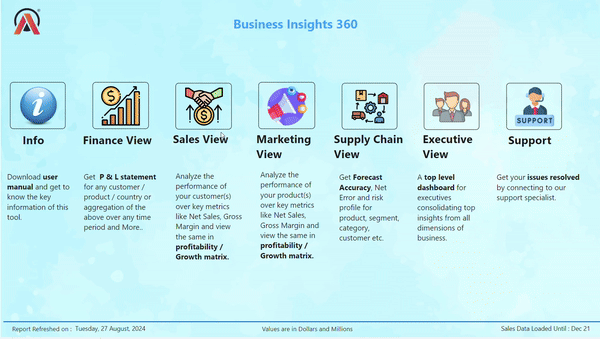 Business Insights 360
Info
Download user
manual and get to
know the key
information of this
tool.
Finance View
Get P & L statement
for any customer /
product / country or
aggregation of the
above over any time
period and More..
Sales View
Analyze the
performance of
your customer(s)
over key metrics
like Net Sales, Gross
Margin and view
the same in
profitability /
Growth matrix.
Marketing
View
Analyze the
performance of
your product(s)
over key metrics
like Net Sales,
Gross Margin and
view the same in
profitability /
Growth matrix.
Supply Chain
View
Get Forecast
Accuracy, Net
Error and risk
profile for
product, segment,
category,
customer etc.
Executive
View
A top level
dashboard for
executives
consolidating top
insights from all
dimensions of
business.
SUPPORT
Support
Get your issues resolved
by connecting to our
support specialist.
Report Refreshed on : Tuesday, 27 August, 2024
Values are in Dollars and Millions
Sales Data Loaded Until : Dec 21